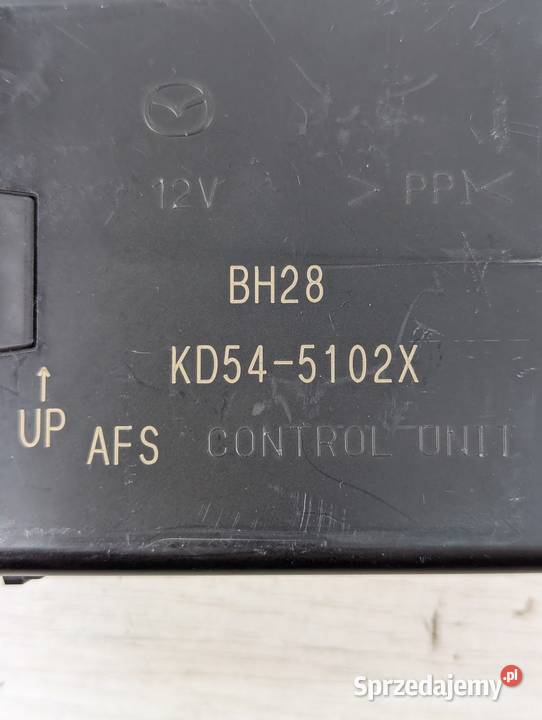 12V >PP<
BH28
KD54-5102X
↑
UP
AFS CONTROL UNIT
Sprzedajemy.pl